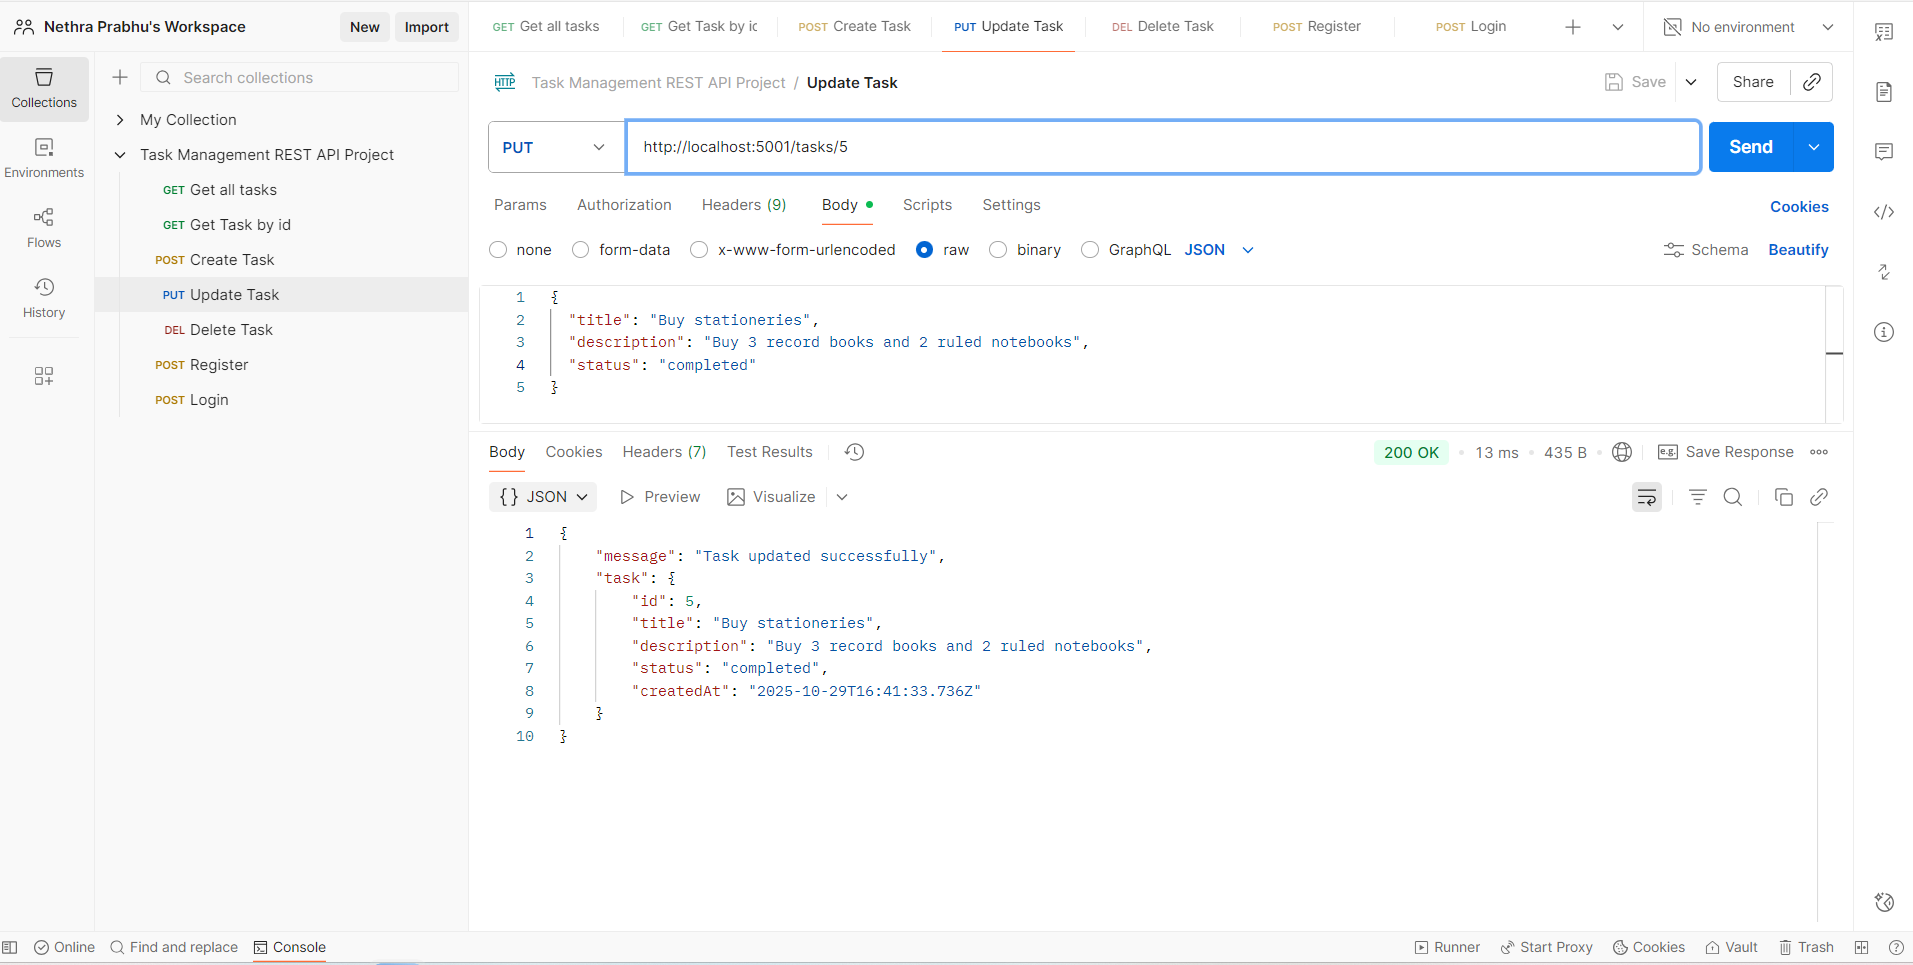 Nethra Prabhu's Workspace
New
Import
GET Get all tasks
GET Get Task by ic
POST Create Task
PUT Update Task
DEL Delete Task
POST Register
POST Login
No environment
Collections
Environments
Flows
History
Search collections
My Collection
Task Management REST API Project
GET Get all tasks
GET Get Task by id
POST Create Task
PUT Update Task
DEL Delete Task
POST Register
POST Login
HTTP Task Management REST API Project / Update Task
Save
Share
PUT
http://localhost:5001/tasks/5
Send
Params
Authorization
Headers (9)
Body
Scripts
Settings
Cookies
none
form-data
x-www-form-urlencoded
raw
binary
GraphQL
JSON
Schema
Beautify
1 {
2 "title": "Buy stationeries",
3 "description": "Buy 3 record books and 2 ruled notebooks",
4 "status": "completed"
5 }
Body
Cookies
Headers (7)
Test Results
200 OK
13 ms
435 B
e.g. Save Response
{} JSON
Preview
Visualize
1 {
2 "message": "Task updated successfully",
3 "task": {
4 "id": 5,
5 "title": "Buy stationeries",
6 "description": "Buy 3 record books and 2 ruled notebooks",
7 "status": "completed",
8 "createdAt": "2025-10-29T16:41:33.736Z"
9 }
10 }
Online
Find and replace
Console
Runner
Start Proxy
Cookies
Vault
Trash